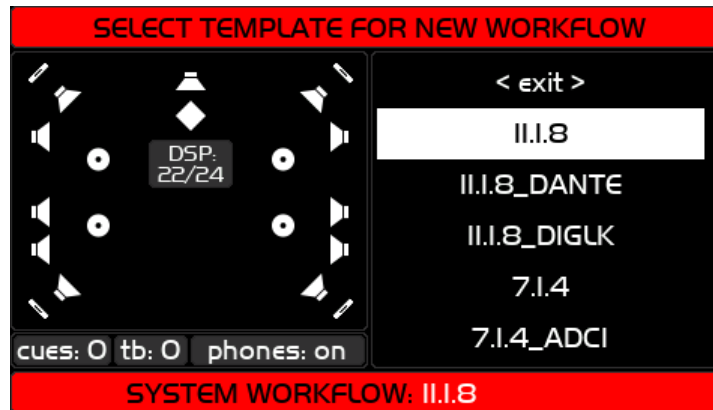 SELECT TEMPLATE FOR NEW WORKFLOW
DSP:
22/24
cues: 0 tb: 0 phones: on
< exit >
11.1.8
11.1.8_DANTE
11.1.8_DIGLK
7.1.4
7.1.4_ADCI
SYSTEM WORKFLOW: 11.1.8